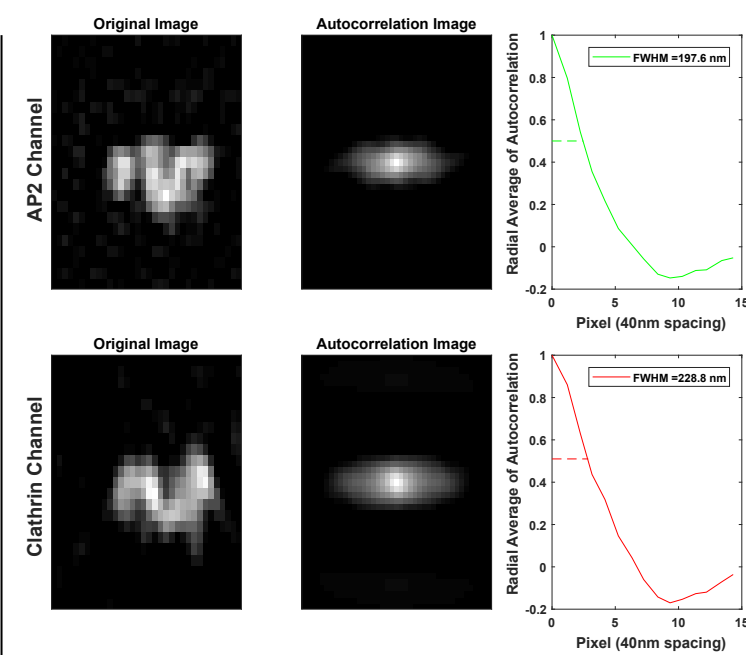 Original Image
Autocorrelation Image
AP2 Channel
Radial Average of Autocorrelation
1
0.8
0.6
0.4
0.2
0
-0.2
FWHM =197.6 nm
0
5
10
15
Pixel (40nm spacing)
Original Image
Autocorrelation Image
Clathrin Channel
Radial Average of Autocorrelation
1
0.8
0.6
0.4
0.2
0
-0.2
FWHM =228.8 nm
0
5
10
15
Pixel (40nm spacing)